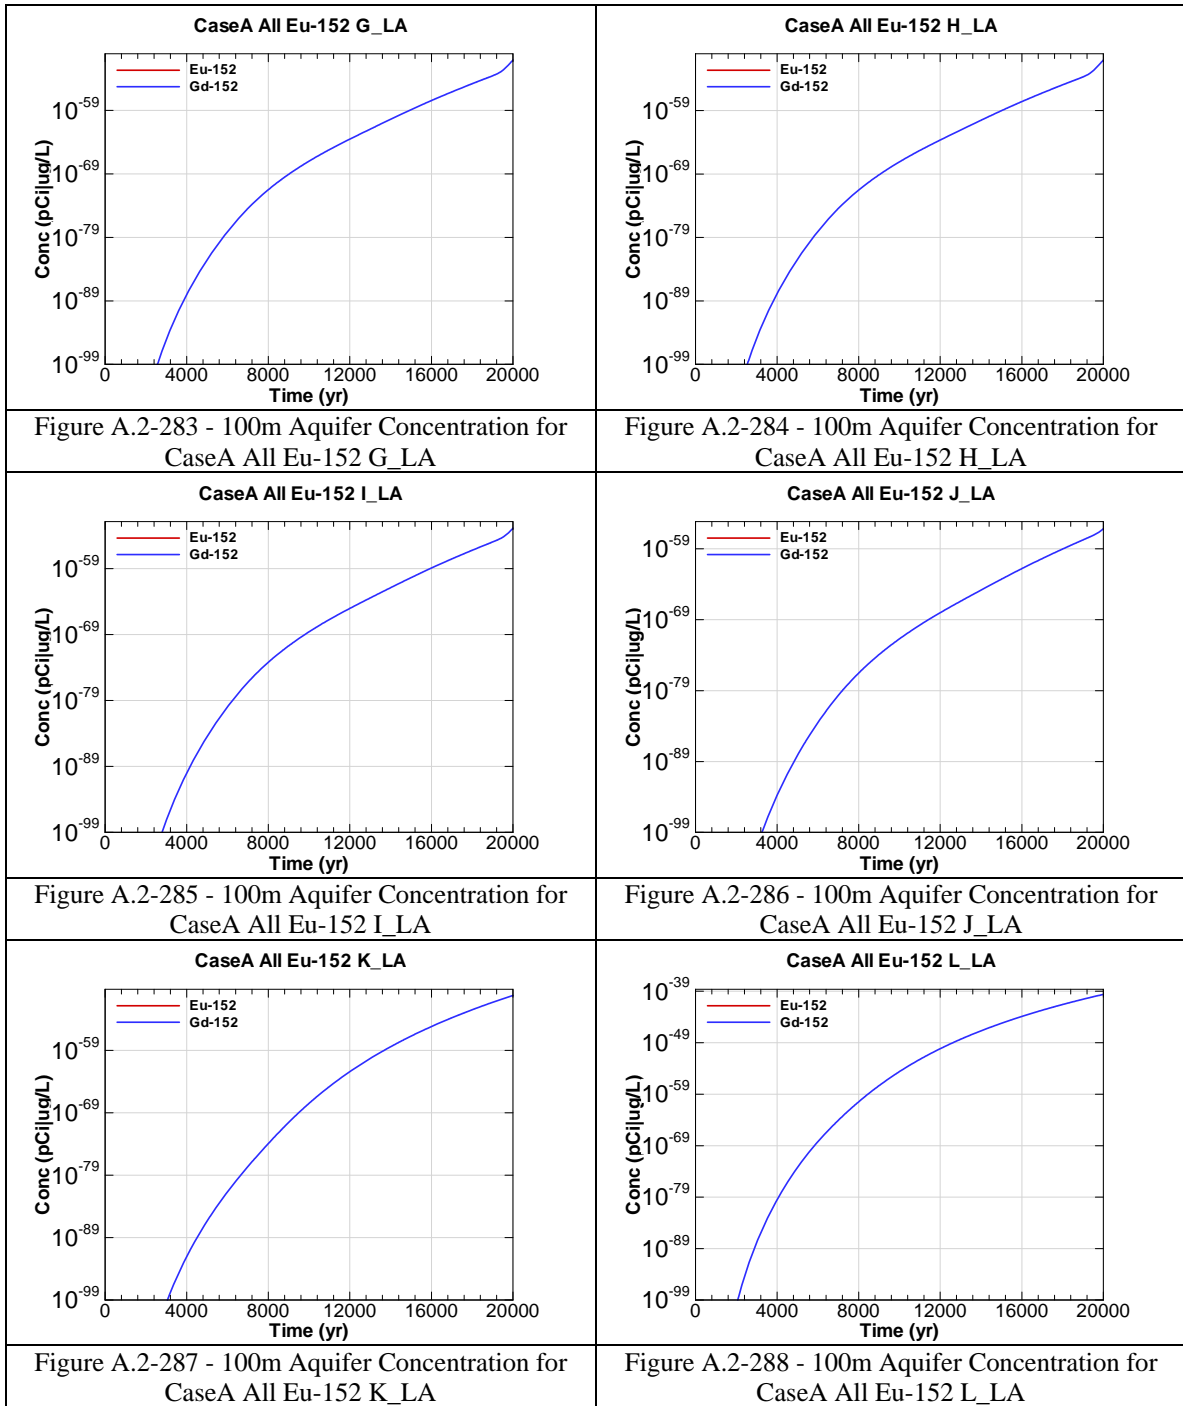 CaseA All Eu-152 G_LA
Eu-152
Gd-152
Conc (pCi|ug/L)
10-59
10-69
10-79
10-89
10-99
0 4000 8000 12000 16000 20000
Time (yr)
Figure A.2-283 - 100m Aquifer Concentration for
CaseA All Eu-152 G_LA
CaseA All Eu-152 H_LA
Eu-152
Gd-152
Conc (pCi|ug/L)
10-59
10-69
10-79
10-89
10-99
0 4000 8000 12000 16000 20000
Time (yr)
Figure A.2-284 - 100m Aquifer Concentration for
CaseA All Eu-152 H_LA
CaseA All Eu-152 I_LA
Eu-152
Gd-152
Conc (pCi|ug/L)
10-59
10-69
10-79
10-89
10-99
0 4000 8000 12000 16000 20000
Time (yr)
Figure A.2-285 - 100m Aquifer Concentration for
CaseA All Eu-152 I_LA
CaseA All Eu-152 J_LA
Eu-152
Gd-152
Conc (pCi|ug/L)
10-59
10-69
10-79
10-89
10-99
0 4000 8000 12000 16000 20000
Time (yr)
Figure A.2-286 - 100m Aquifer Concentration for
CaseA All Eu-152 J_LA
CaseA All Eu-152 K_LA
Eu-152
Gd-152
Conc (pCi|ug/L)
10-59
10-69
10-79
10-89
10-99
0 4000 8000 12000 16000 20000
Time (yr)
Figure A.2-287 - 100m Aquifer Concentration for
CaseA All Eu-152 K_LA
CaseA All Eu-152 L_LA
Eu-152
Gd-152
Conc (pCi|ug/L)
10-39
10-49
10-59
10-69
10-79
10-89
10-99
0 4000 8000 12000 16000 20000
Time (yr)
Figure A.2-288 - 100m Aquifer Concentration for
CaseA All Eu-152 L_LA